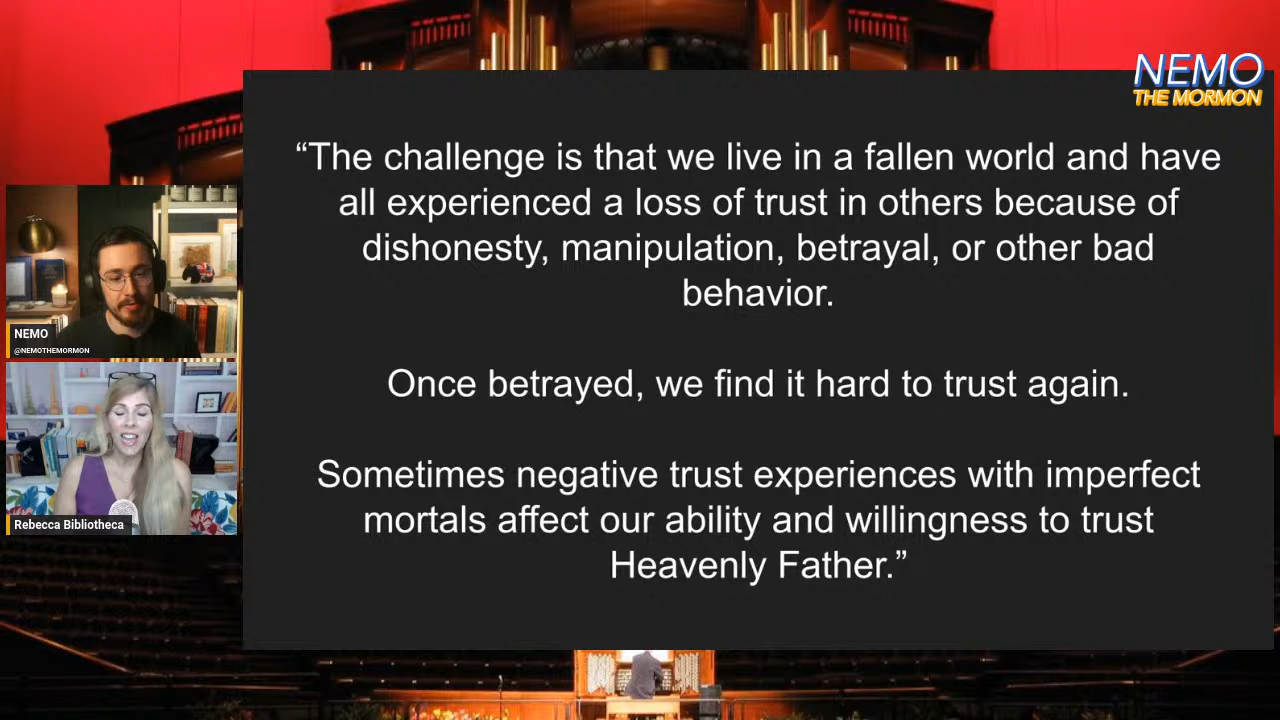 NEMO
THE MORMON
“The challenge is that we live in a fallen world and have
all experienced a loss of trust in others because of
dishonesty, manipulation, betrayal, or other bad
behavior.
Once betrayed, we find it hard to trust again.
Sometimes negative trust experiences with imperfect
mortals affect our ability and willingness to trust
Heavenly Father.”
NEMO
@NEMOTHEMORMON
Rebecca Bibliotheca